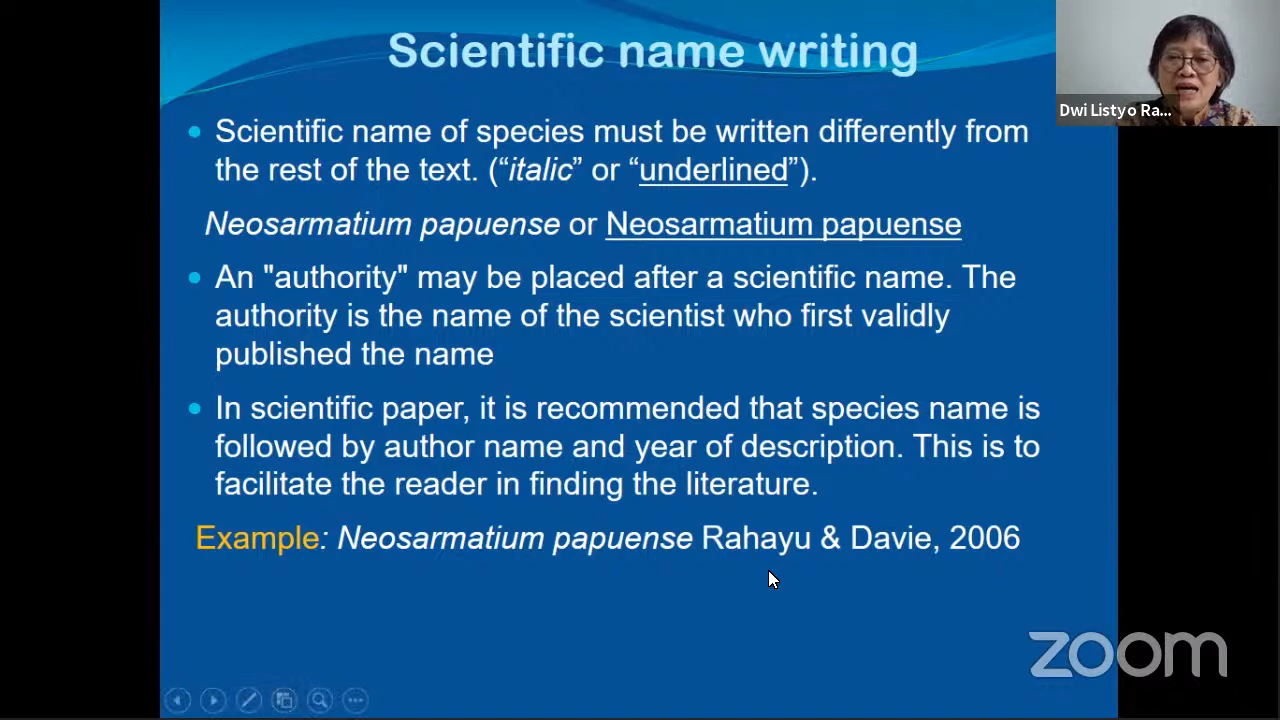 Scientific name writing
Dwi Listyo Ra...
• Scientific name of species must be written differently from
the rest of the text. (“italic” or “underlined”).
Neosarmatium papuense or Neosarmatium papuense
• An "authority" may be placed after a scientific name. The
authority is the name of the scientist who first validly
published the name
• In scientific paper, it is recommended that species name is
followed by author name and year of description. This is to
facilitate the reader in finding the literature.
Example: Neosarmatium papuense Rahayu & Davie, 2006
zoom